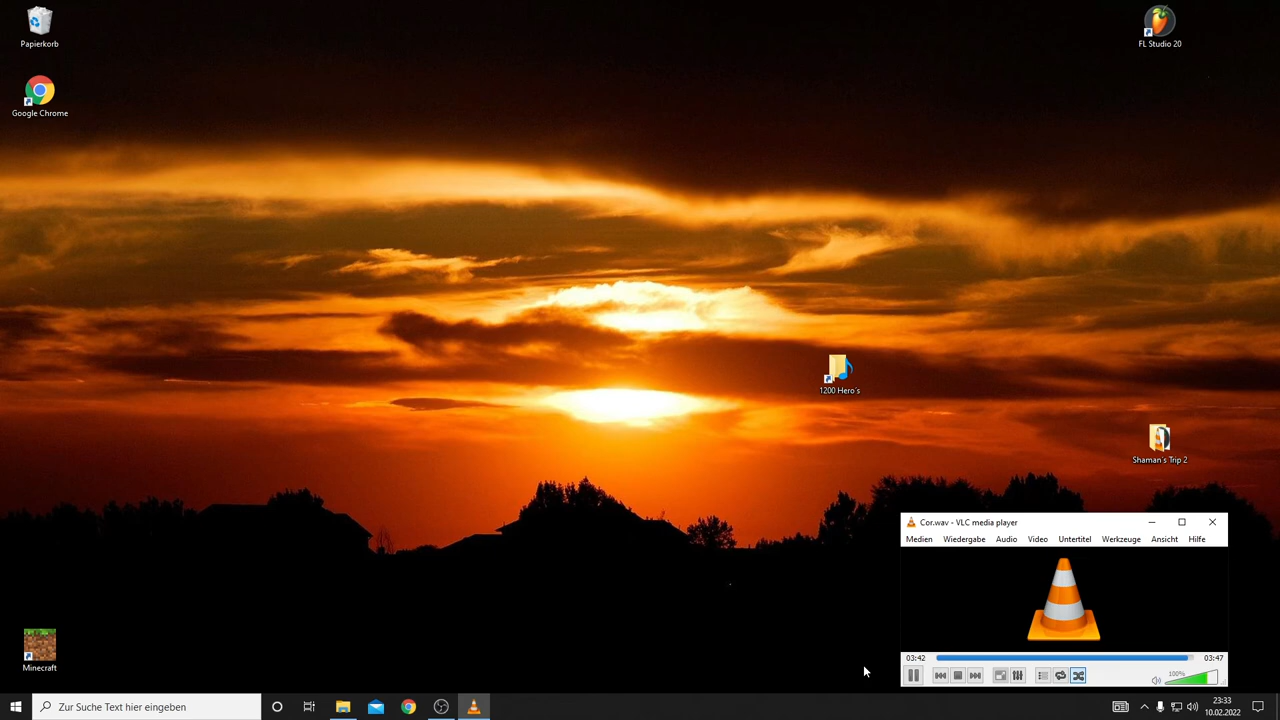 Papierkorb
FL Studio 20
Google Chrome
1200 Hero's
Shaman's Trip 2
Minecraft
Cor.wav - VLC media player
Medien Wiedergabe Audio Video Untertitel Werkzeuge Ansicht Hilfe
03:42
03:47
100%
Zur Suche Text hier eingeben
23:33
10.02.2022